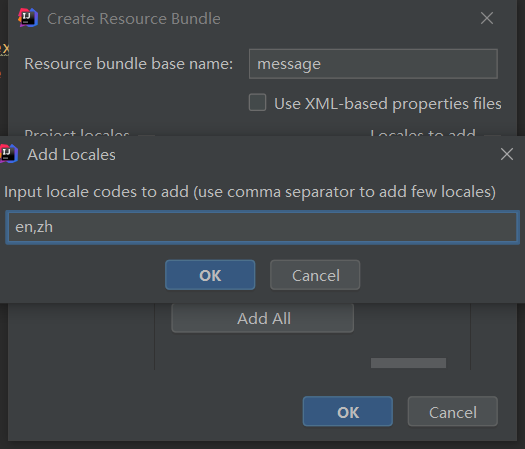 Create Resource Bundle
Resource bundle base name:
message
Use XML-based properties files
Project locales
Locales to add
Add Locales
Input locale codes to add (use comma separator to add few locales)
en,zh
OK
Cancel
Add All
OK
Cancel